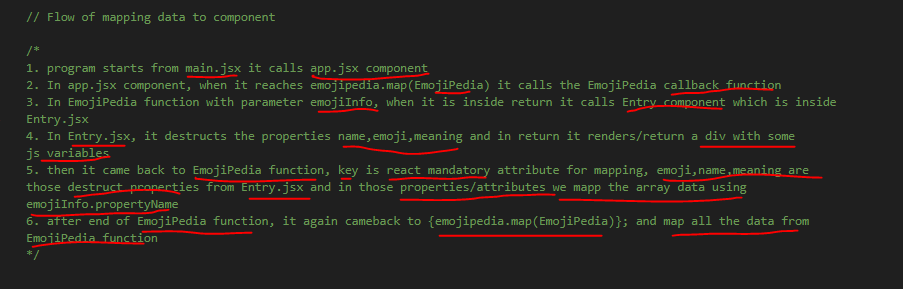 // Flow of mapping data to component
/*
1. program starts from main.jsx it calls app.jsx component
2. In app.jsx component, when it reaches emojipedia.map(EmojiPedia) it calls the EmojiPedia callback function
3. In EmojiPedia function with parameter emojiInfo, when it is inside return it calls Entry component which is inside
Entry.jsx
4. In Entry.jsx, it destructs the properties name,emoji,meaning and in return it renders/return a div with some
js variables
5. then it came back to EmojiPedia function, key is react mandatory attribute for mapping, emoji,name,meaning are
those destruct properties from Entry.jsx and in those properties/attributes we mapp the array data using
emojiInfo.propertyName
6. after end of EmojiPedia function, it again cameback to {emojipedia.map(EmojiPedia)}; and map all the data from
EmojiPedia function
*/